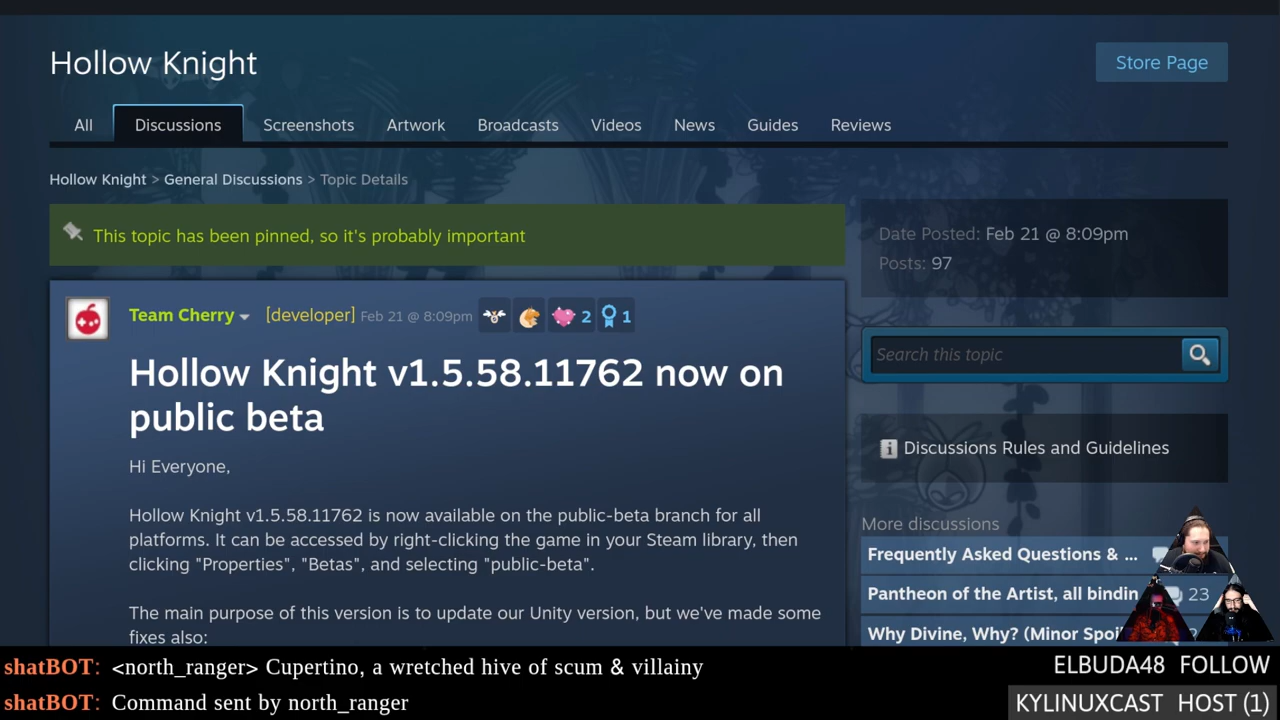 Hollow Knight
Store Page
All Discussions Screenshots Artwork Broadcasts Videos News Guides Reviews
Hollow Knight > General Discussions > Topic Details
This topic has been pinned, so it's probably important
Date Posted: Feb 21 @ 8:09pm
Posts: 97
Team Cherry [developer] Feb 21 @ 8:09pm 2 1
Hollow Knight v1.5.58.11762 now on
public beta
Hi Everyone,
Hollow Knight v1.5.58.11762 is now available on the public-beta branch for all
platforms. It can be accessed by right-clicking the game in your Steam library, then
clicking "Properties", "Betas", and selecting "public-beta".
The main purpose of this version is to update our Unity version, but we've made some
fixes also:
Search this topic
Discussions Rules and Guidelines
More discussions
Frequently Asked Questions & ...
Pantheon of the Artist, all bindin 23
Why Divine, Why? (Minor
shatBOT: <north_ranger> Cupertino, a wretched hive of scum & villainy
shatBOT: Command sent by north_ranger
ELBUDA48 FOLLOW
KYLINUXCAST HOST (1)